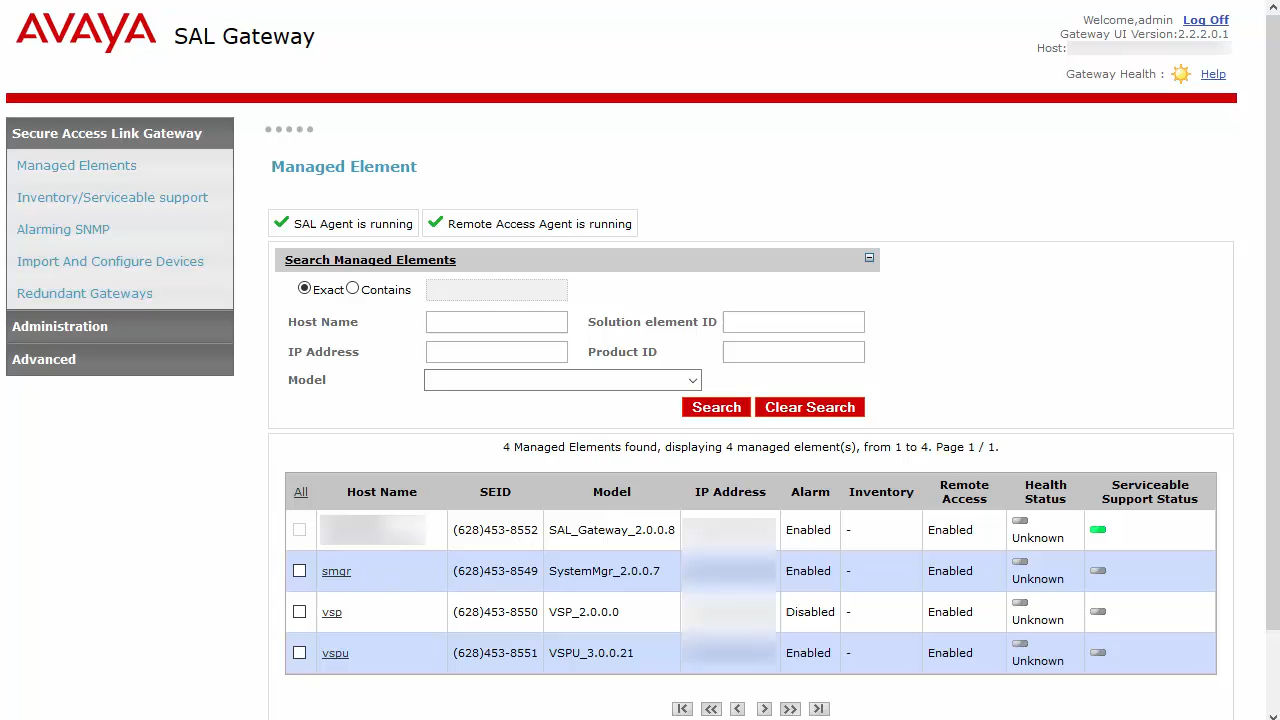 AVAYA SAL Gateway
Welcome,admin Log Off
Gateway UI Version:2.2.2.0.1
Host:
Gateway Health : Help
Secure Access Link Gateway
Managed Elements
Inventory/Serviceable support
Alarming SNMP
Import And Configure Devices
Redundant Gateways
Administration
Advanced
Managed Element
SAL Agent is running Remote Access Agent is running
Search Managed Elements
Exact Contains
Host Name Solution element ID
IP Address Product ID
Model
Search Clear Search
4 Managed Elements found, displaying 4 managed element(s), from 1 to 4. Page 1 / 1.
All Host Name SEID Model IP Address Alarm Inventory Remote Access Health Status Serviceable Support Status
(628)453-8552 SAL_Gateway_2.0.0.8 Enabled - Enabled Unknown
smgr (628)453-8549 SystemMgr_2.0.0.7 Enabled - Enabled Unknown
vsp (628)453-8550 VSP_2.0.0.0 Disabled - Enabled Unknown
vspu (628)453-8551 VSPU_3.0.0.21 Enabled - Enabled Unknown